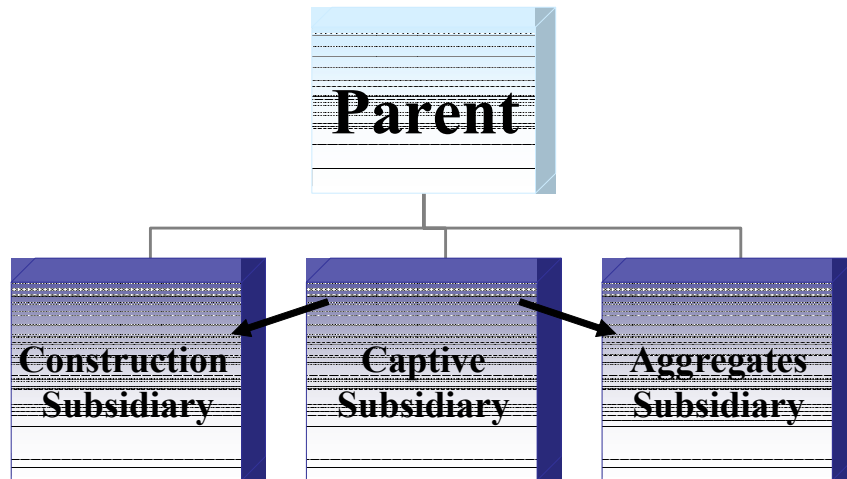 Parent
Construction
Subsidiary
Captive
Subsidiary
Aggregates
Subsidiary